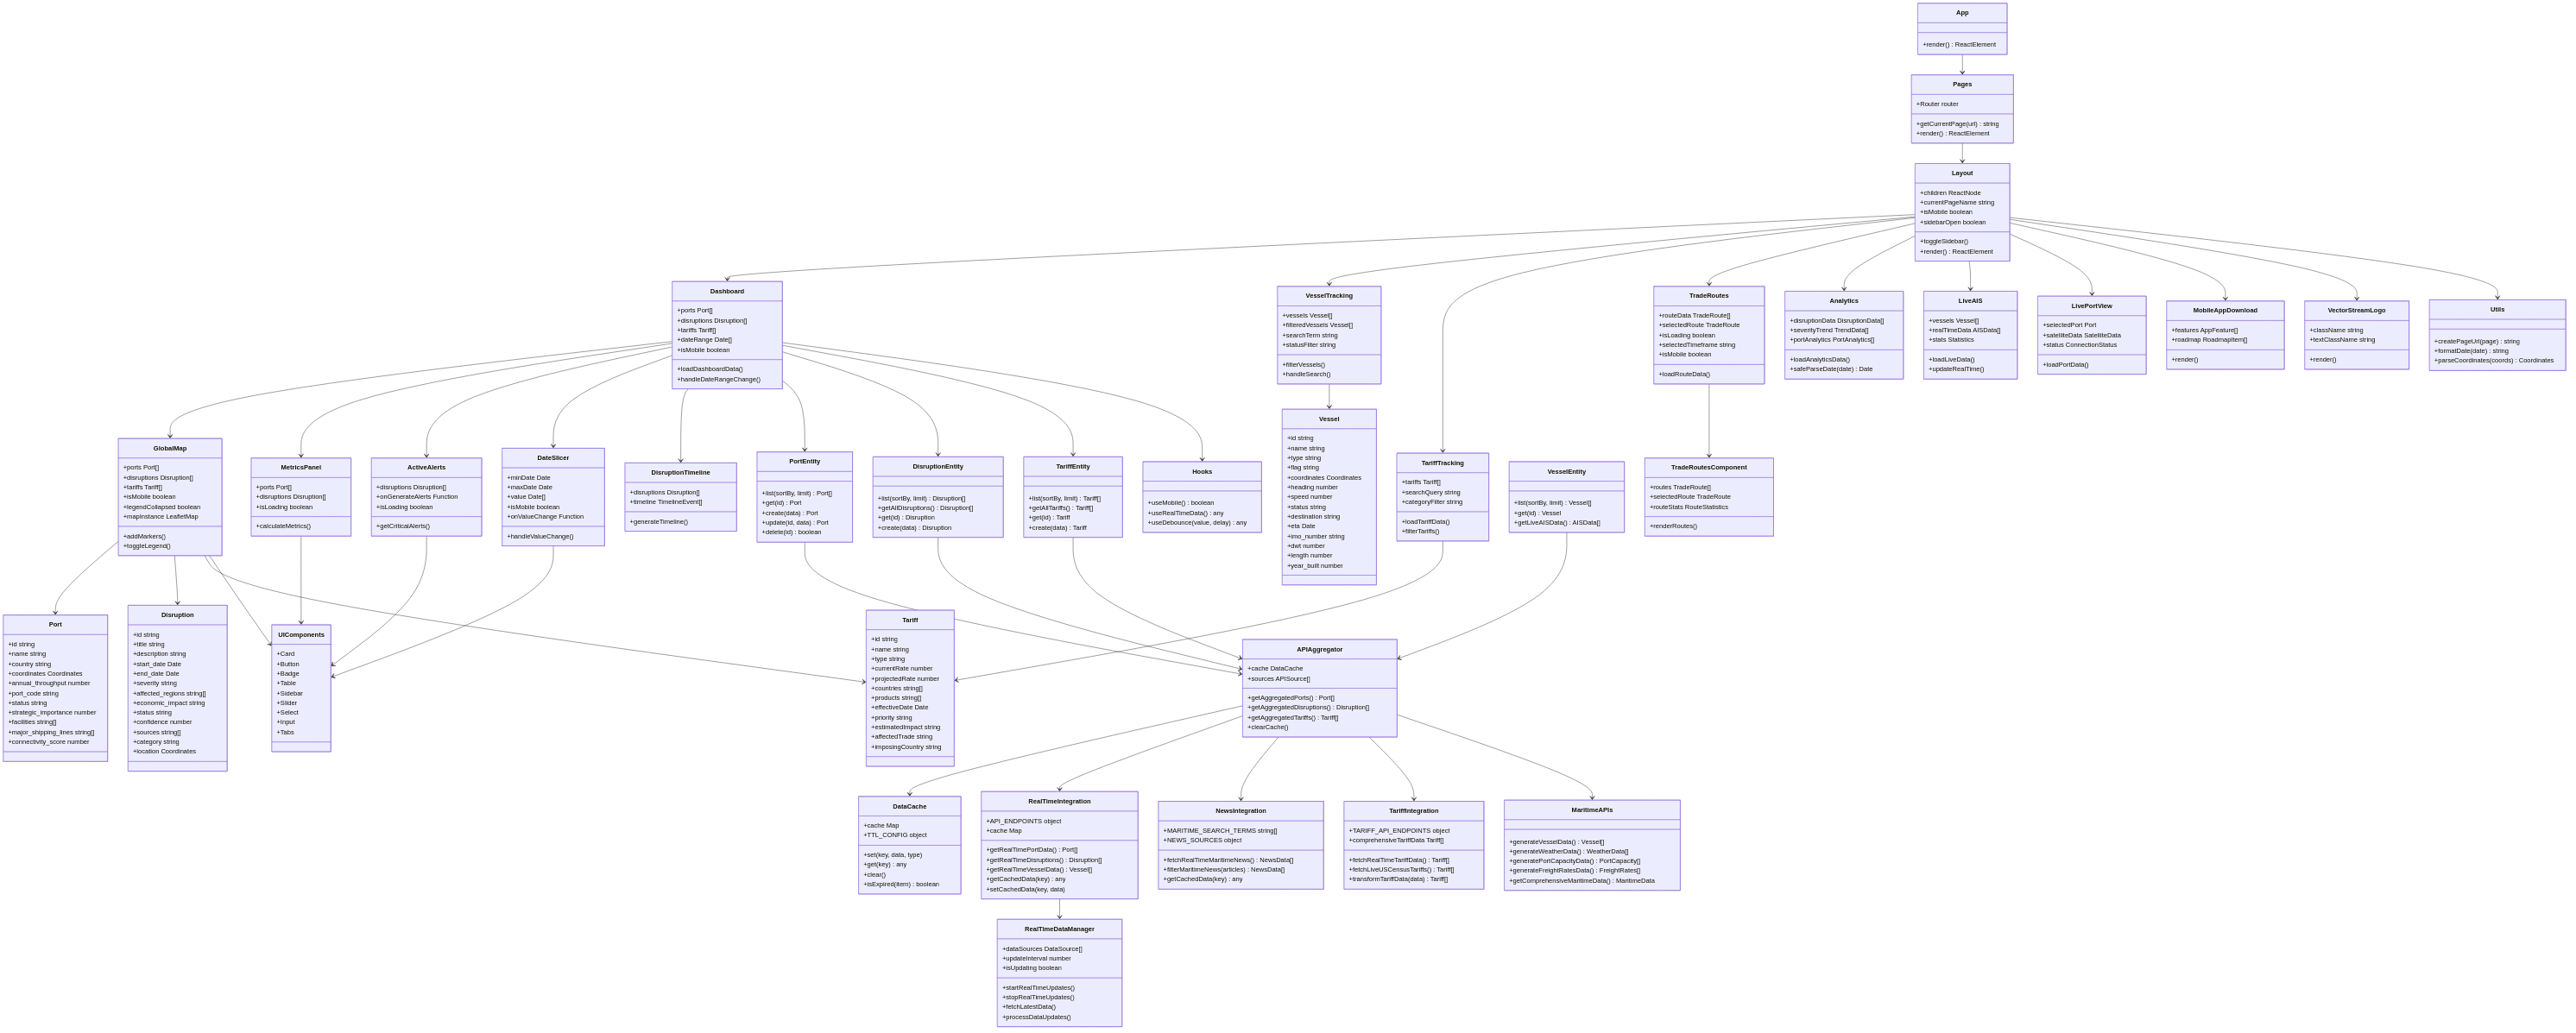 App
+render() : ReactElement
Pages
+Router router
+getCurrentPage(url) : string
+render() : ReactElement
Layout
+children ReactNode
+currentPageName string
+isMobile boolean
+sidebarOpen boolean
+toggleSidebar()
+render() : ReactElement
Dashboard
+ports Port[]
+disruptions Disruption[]
+tariffs Tariff[]
+dateRange Date[]
+isMobile boolean
+loadDashboardData()
+handleDateRangeChange()
VesselTracking
+vessels Vessel[]
+filteredVessels Vessel[]
+searchTerm string
+statusFilter string
+filterVessels()
+handleSearch()
TradeRoutes
+routeData TradeRoute[]
+selectedRoute TradeRoute
+isLoading boolean
+selectedTimeframe string
+isMobile boolean
+loadRouteData()
Analytics
+disruptionData DisruptionData[]
+severityTrend TrendData[]
+portAnalytics PortAnalytics[]
+loadAnalyticsData()
+safeParseDate(date) : Date
LiveAIS
+vessels Vessel[]
+realTimeData AISData[]
+stats Statistics
+loadLiveData()
+updateRealTime()
LivePortView
+selectedPort Port
+satelliteData SatelliteData
+status ConnectionStatus
+loadPortData()
MobileAppDownload
+features AppFeature[]
+roadmap RoadmapItem[]
+render()
VectorStreamLogo
+className string
+textClassName string
+render()
Utils
+createPageUrl(page) : string
+formatDate(date) : string
+parseCoordinates(coords) : Coordinates
GlobalMap
+ports Port[]
+disruptions Disruption[]
+tariffs Tariff[]
+isMobile boolean
+legendCollapsed boolean
+mapInstance LeafletMap
+addMarkers()
+toggleLegend()
MetricsPanel
+ports Port[]
+disruptions Disruption[]
+isLoading boolean
+calculateMetrics()
ActiveAlerts
+disruptions Disruption[]
+onGenerateAlerts Function
+isLoading boolean
+getCriticalAlerts()
DateSlicer
+minDate Date
+maxDate Date
+value Date[]
+isMobile boolean
+onValueChange Function
+handleValueChange()
DisruptionTimeline
+disruptions Disruption[]
+timeline TimelineEvent[]
+generateTimeline()
PortEntity
+list(sortBy, limit) : Port[]
+get(id) : Port
+create(data) : Port
+update(id, data) : Port
+delete(id) : boolean
DisruptionEntity
+list(sortBy, limit) : Disruption[]
+getAllDisruptions() : Disruption[]
+get(id) : Disruption
+create(data) : Disruption
TariffEntity
+list(sortBy, limit) : Tariff[]
+getAllTariffs() : Tariff[]
+get(id) : Tariff
+create(data) : Tariff
Hooks
+useMobile() : boolean
+useRealTimeData() : any
+useDebounce(value, delay) : any
Vessel
+id string
+name string
+type string
+flag string
+coordinates Coordinates
+heading number
+speed number
+status string
+destination string
+eta Date
+imo_number string
+dwt number
+length number
+year_built number
TariffTracking
+tariffs Tariff[]
+searchQuery string
+categoryFilter string
+loadTariffData()
+filterTariffs()
VesselEntity
+list(sortBy, limit) : Vessel[]
+get(id) : Vessel
+getLiveAISData() : AISData[]
TradeRoutesComponent
+routes TradeRoute[]
+selectedRoute TradeRoute
+routeStats RouteStatistics
+renderRoutes()
Port
+id string
+name string
+country string
+coordinates Coordinates
+annual_throughput number
+port_code string
+status string
+strategic_importance number
+facilities string[]
+major_shipping_lines string[]
+connectivity_score number
Disruption
+id string
+title string
+description string
+start_date Date
+end_date Date
+severity string
+affected_regions string[]
+economic_impact string
+status string
+confidence number
+sources string[]
+category string
+location Coordinates
UIComponents
+Card
+Button
+Badge
+Table
+Sidebar
+Slider
+Select
+Input
+Tabs
Tariff
+id string
+name string
+type string
+currentRate number
+projectedRate number
+countries string[]
+products string[]
+effectiveDate Date
+priority string
+estimatedImpact string
+affectedTrade string
+imposingCountry string
APIAggregator
+cache DataCache
+sources APISource[]
+getAggregatedPorts() : Port[]
+getAggregatedDisruptions() : Disruption[]
+getAggregatedTariffs() : Tariff[]
+clearCache()
DataCache
+cache Map
+TTL_CONFIG object
+set(key, data, type)
+get(key) : any
+clear()
+isExpired(item) : boolean
RealTimeIntegration
+API_ENDPOINTS object
+cache Map
+getRealTimePortData() : Port[]
+getRealTimeDisruptions() : Disruption[]
+getRealTimeVesselData() : Vessel[]
+getCachedData(key) : any
+setCachedData(key, data)
NewsIntegration
+MARITIME_SEARCH_TERMS string[]
+NEWS_SOURCES object
+fetchRealTimeMaritimeNews() : NewsData[]
+filterMaritimeNews(articles) : NewsData[]
+getCachedData(key) : any
TariffIntegration
+TARIFF_API_ENDPOINTS object
+comprehensiveTariffData Tariff[]
+fetchRealTimeTariffData() : Tariff[]
+fetchLiveUSCensusTariffs() : Tariff[]
+transformTariffData(data) : Tariff[]
MaritimeAPIs
+generateVesselData() : Vessel[]
+generateWeatherData() : WeatherData[]
+generatePortCapacityData() : PortCapacity[]
+generateFreightRatesData() : FreightRates[]
+getComprehensiveMaritimeData() : MaritimeData
RealTimeDataManager
+dataSources DataSource[]
+updateInterval number
+isUpdating boolean
+startRealTimeUpdates()
+stopRealTimeUpdates()
+fetchLatestData()
+processDataUpdates()